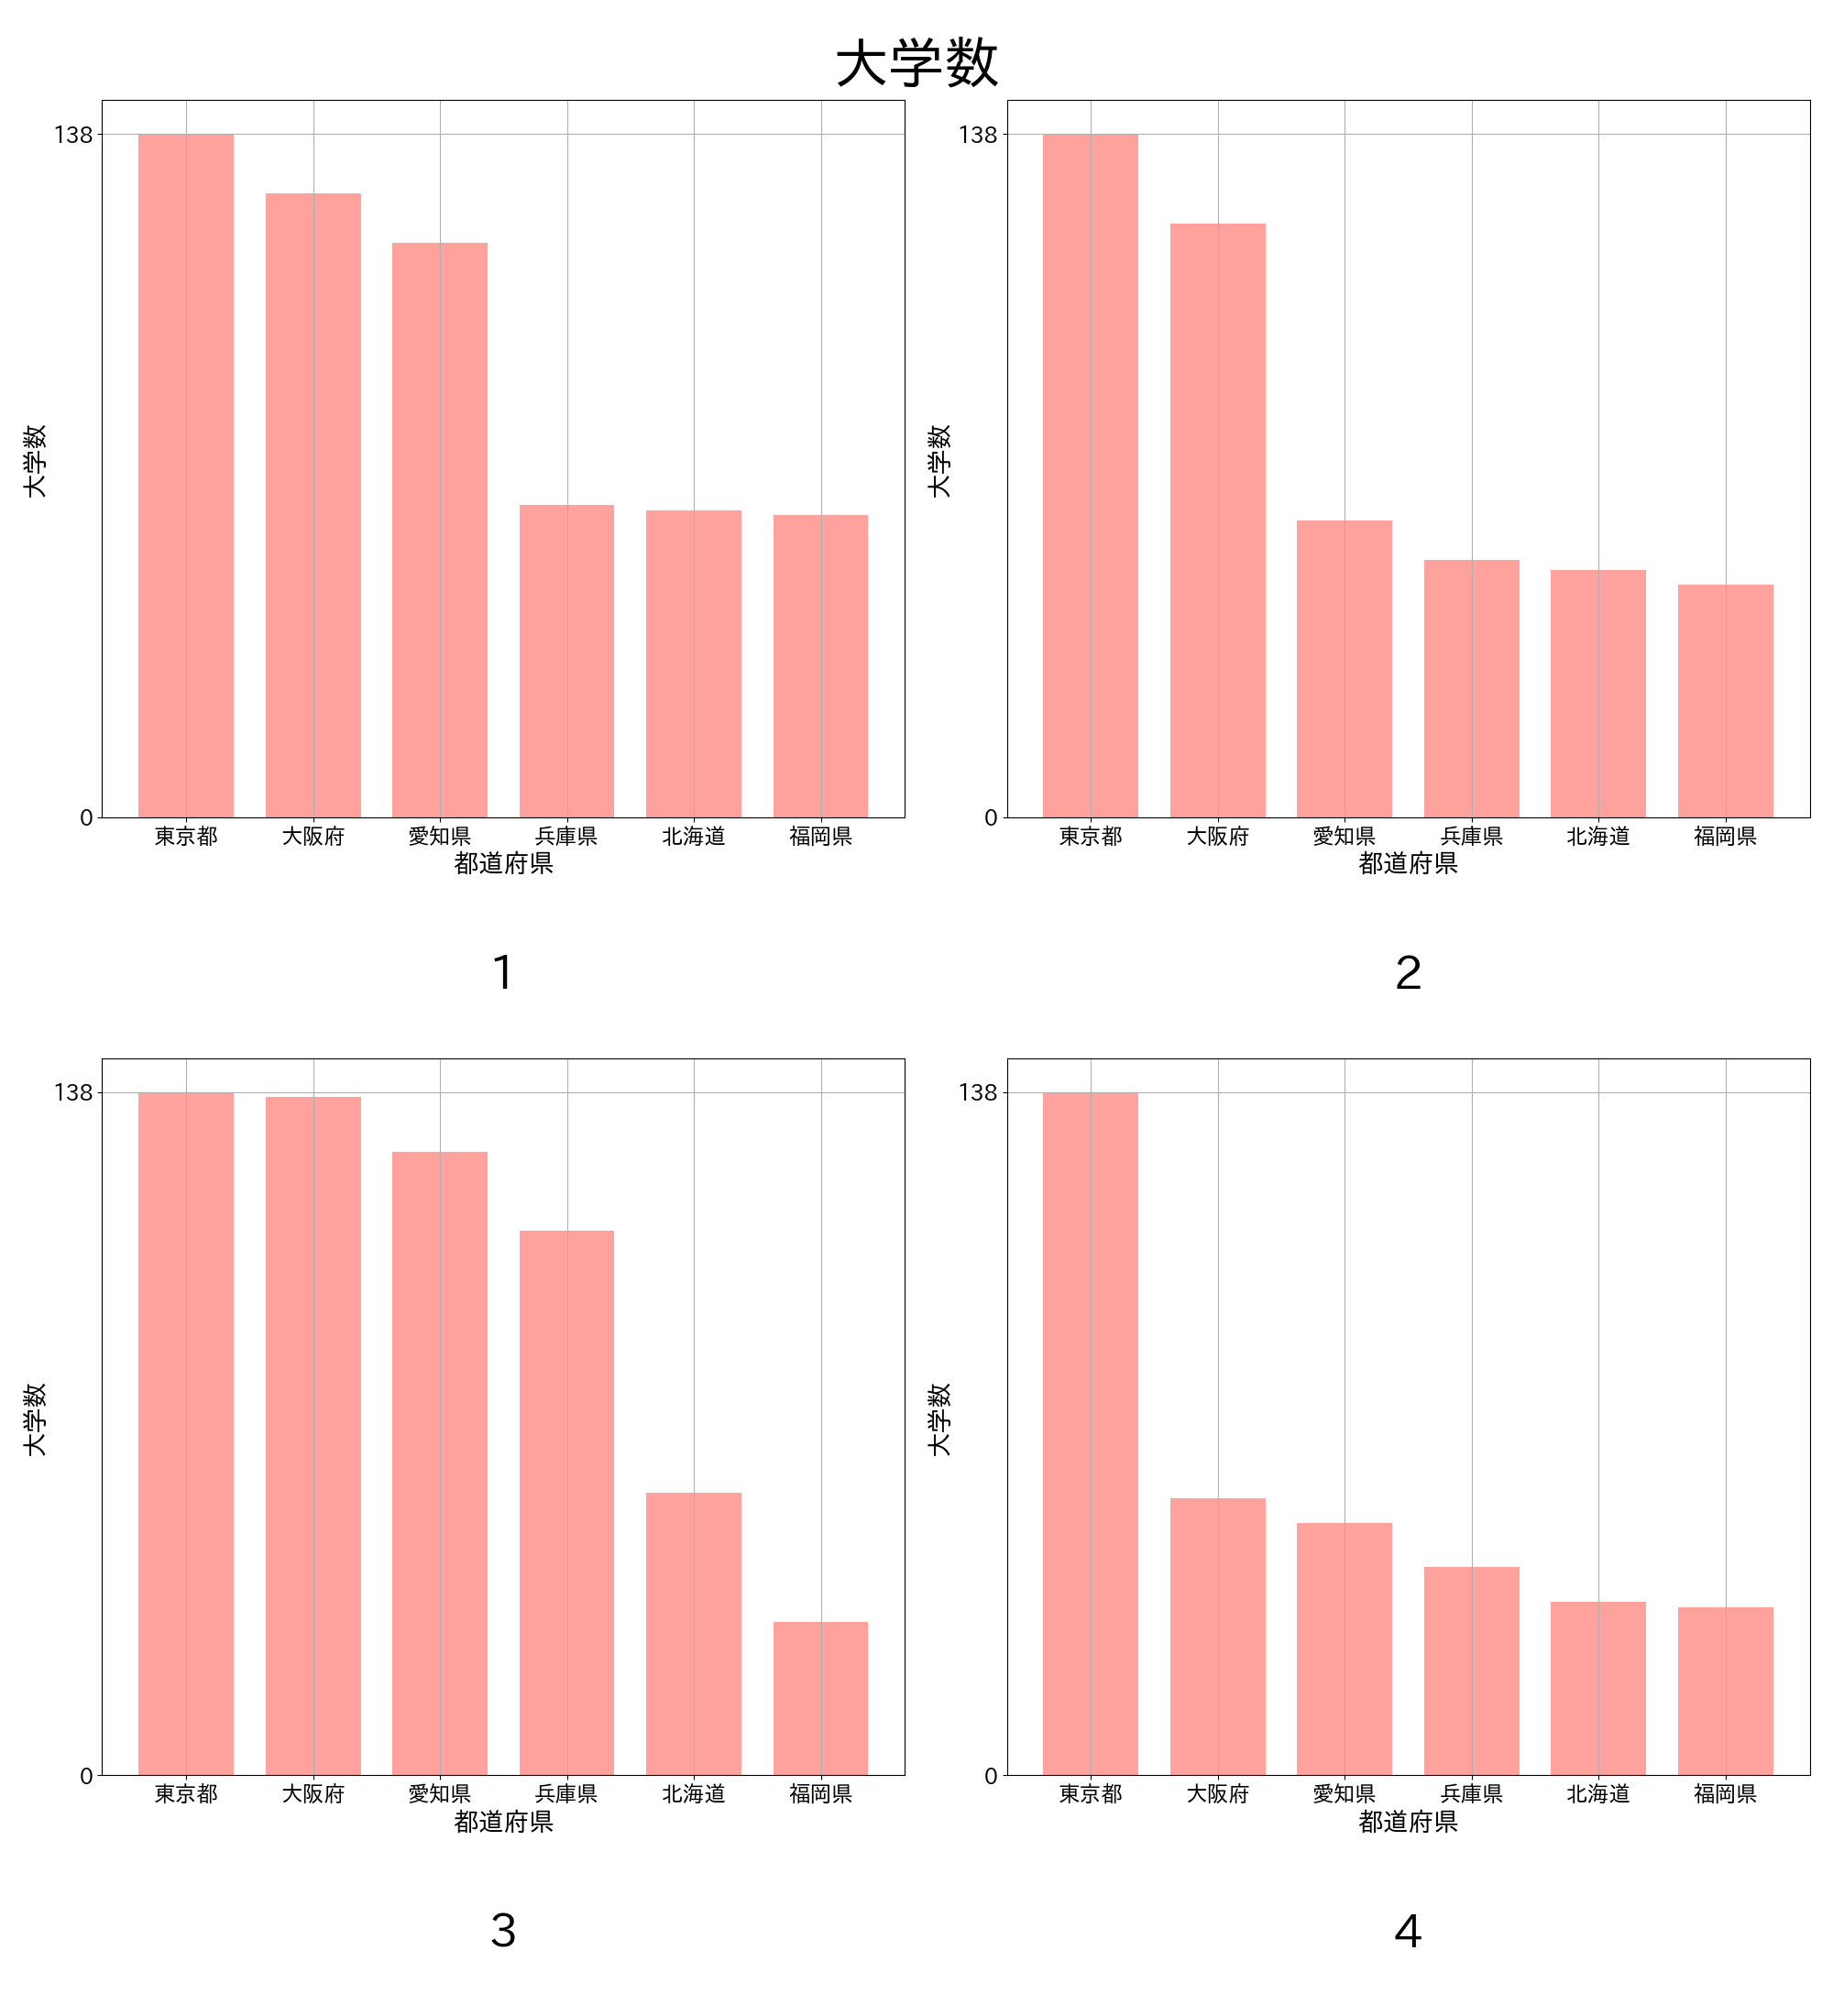 大学数
138
0
大学数
東京都 大阪府 愛知県 兵庫県 北海道 福岡県
都道府県
1
138
0
大学数
東京都 大阪府 愛知県 兵庫県 北海道 福岡県
都道府県
2
138
0
大学数
東京都 大阪府 愛知県 兵庫県 北海道 福岡県
都道府県
3
138
0
大学数
東京都 大阪府 愛知県 兵庫県 北海道 福岡県
都道府県
4